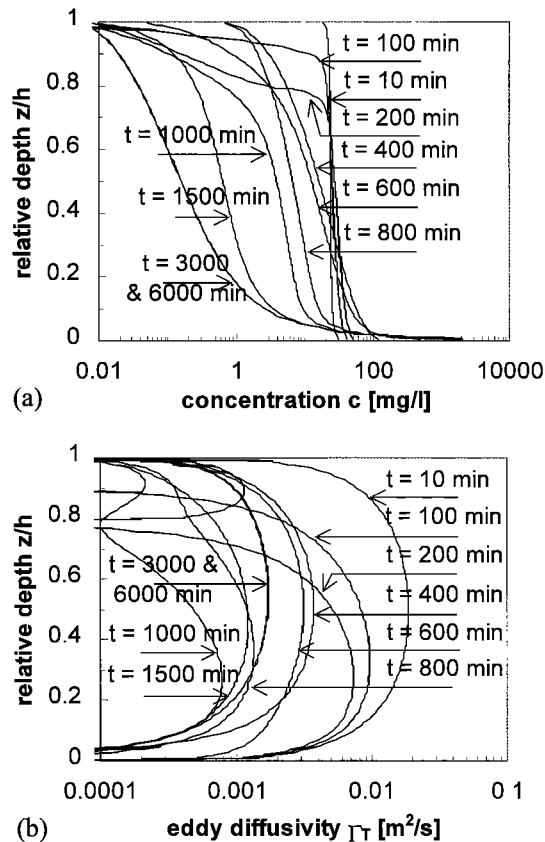 1
t = 100 min
0.8
t = 10 min
relative depth z/h
0.6
t = 1000 min
t = 200 min
t = 400 min
0.4
t = 1500 min
t = 600 min
t = 800 min
0.2
t = 3000
& 6000 min
0
0.01
1
100
10000
(a)
concentration c [mg/l]
1
t = 10 min
0.8
t = 100 min
relative depth z/h
t = 200 min
0.6
t = 3000 &
6000 min
t = 400 min
0.4
t = 1000 min
t = 600 min
0.2
t = 1500 min
t = 800 min
0
0.0001
0.001
0.01
0 1
(b)
eddy diffusivity Γт [m²/s]